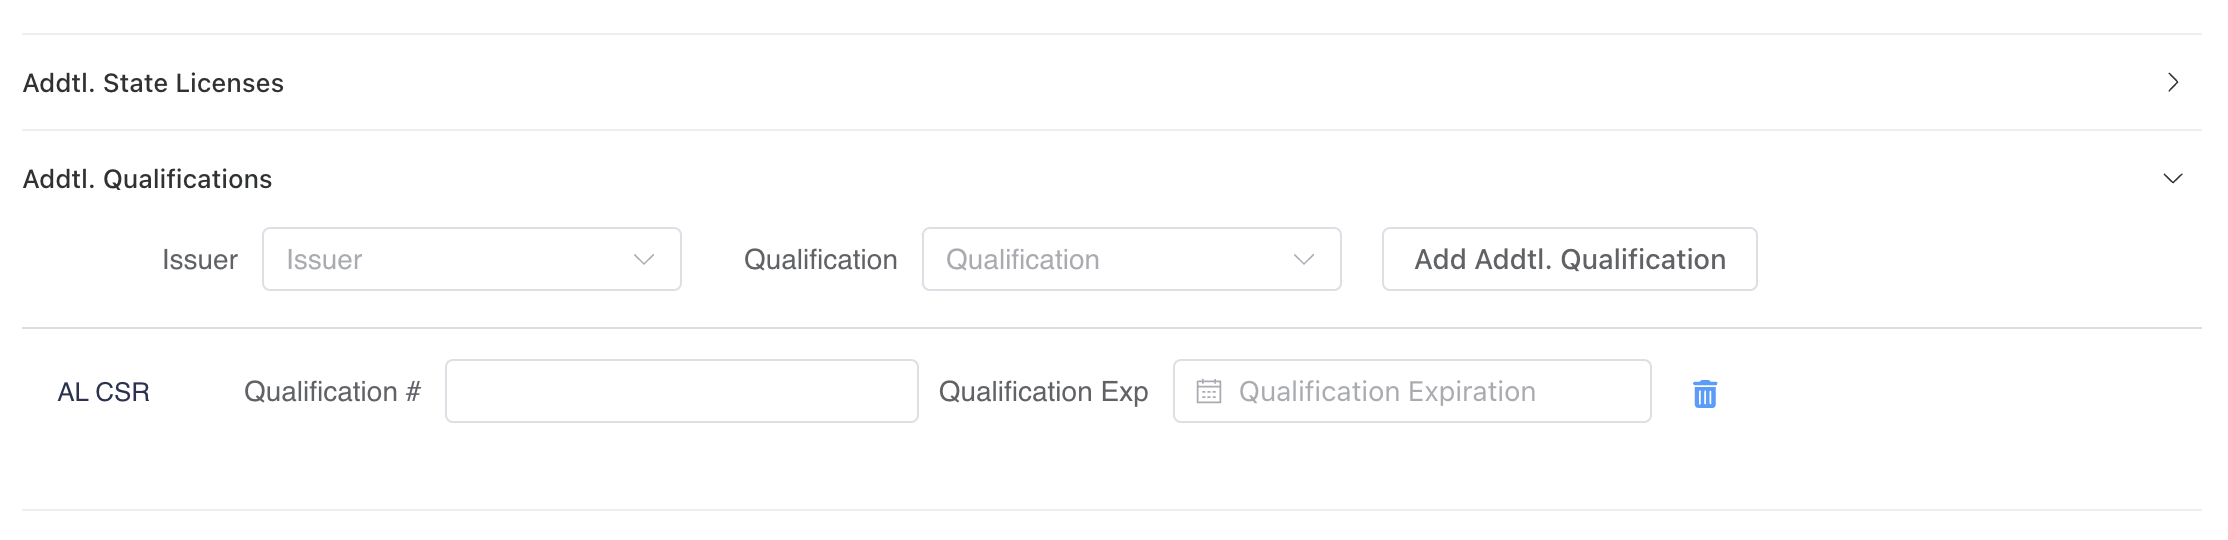 Addtl. State Licenses
Addtl. Qualifications
Issuer Issuer Qualification Qualification Add Addtl. Qualification
AL CSR Qualification # Qualification Exp Qualification Expiration